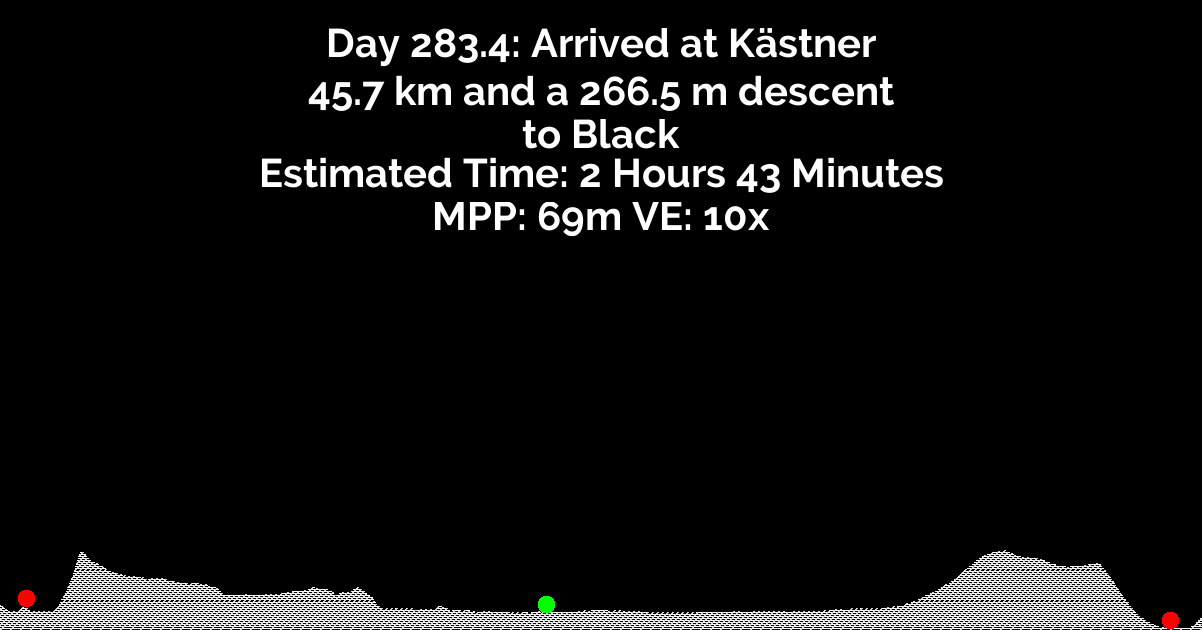 Day 283.4: Arrived at Kästner
45.7 km and a 266.5 m descent
to Black
Estimated Time: 2 Hours 43 Minutes
MPP: 69m VE: 10x